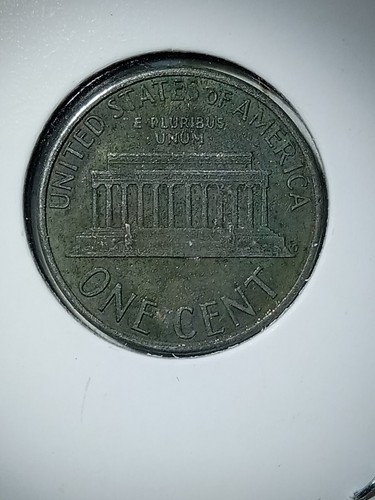 UNITED STATES OF AMERICA
E·PLURIBUS
UNUM
ONE CENT